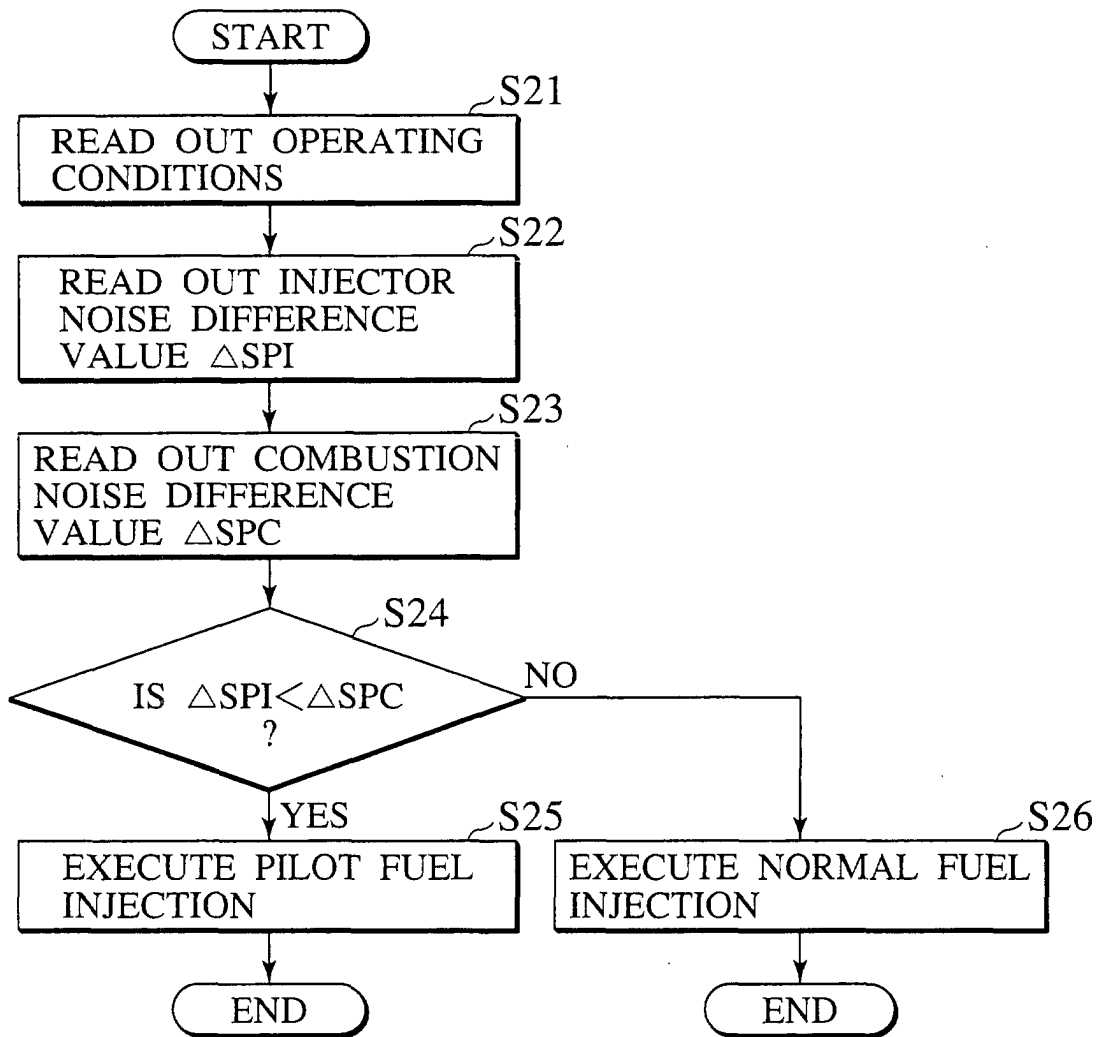 START
S21
READ OUT OPERATING
CONDITIONS
S22
READ OUT INJECTOR
NOISE DIFFERENCE
VALUE △SPI
S23
READ OUT COMBUSTION
NOISE DIFFERENCE
VALUE △SPC
S24
IS △SPI<△SPC
?
NO
YES
S25
EXECUTE PILOT FUEL
INJECTION
S26
EXECUTE NORMAL FUEL
INJECTION
END
END